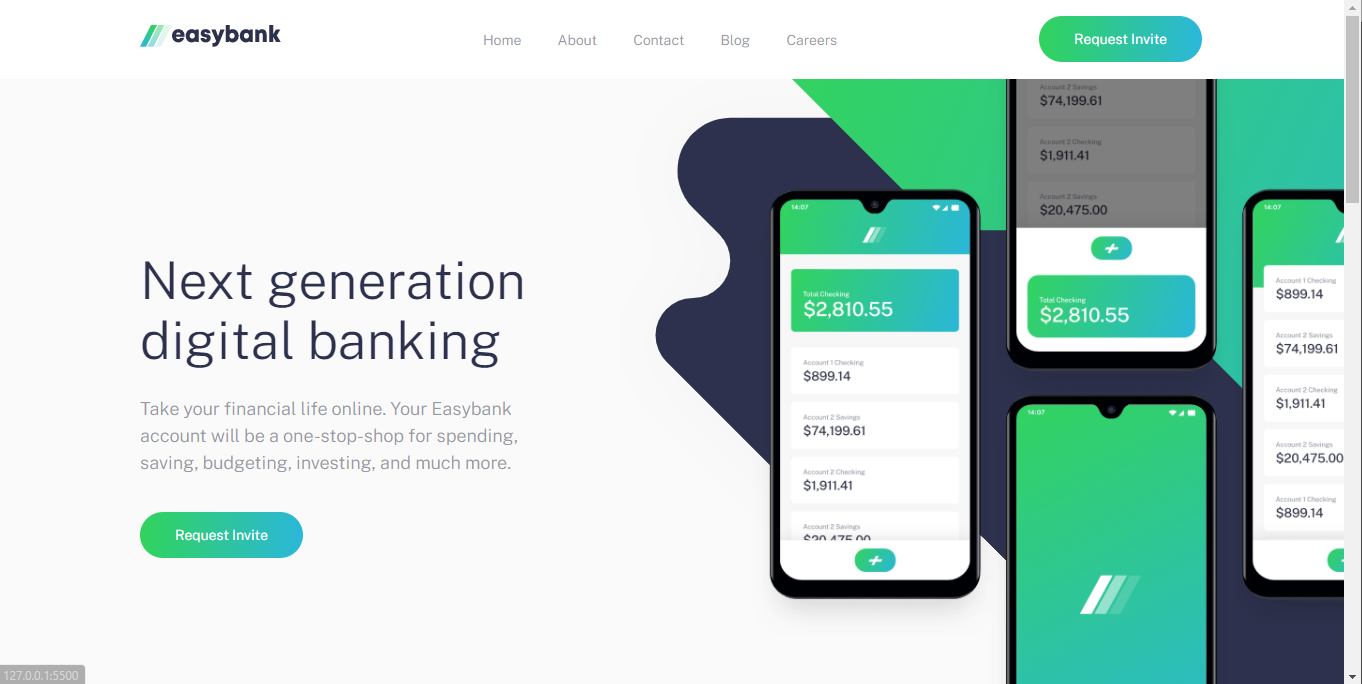 easybank
Home
About
Contact
Blog
Careers
Request Invite
Next generation
digital banking
Take your financial life online. Your Easybank
account will be a one-stop-shop for spending,
saving, budgeting, investing, and much more.
Request Invite
14:07
Total Checking
$2,810.55
Account 1 Checking
$899.14
Account 2 Savings
$74,199.61
Account 2 Checking
$1,911.41
Account 2 Savings
$20,475.00
Account 2 Savings
$74,199.61
Account 2 Checking
$1,911.41
Account 2 Savings
$20,475.00
Total Checking
$2,810.55
14:07
14:07
Account 1 Checking
$899.14
Account 2 Savings
$74,199.61
Account 2 Checking
$1,911.41
Account 2 Savings
$20,475.00
Account 1 Checking
$899.14
127.0.0.1:5500